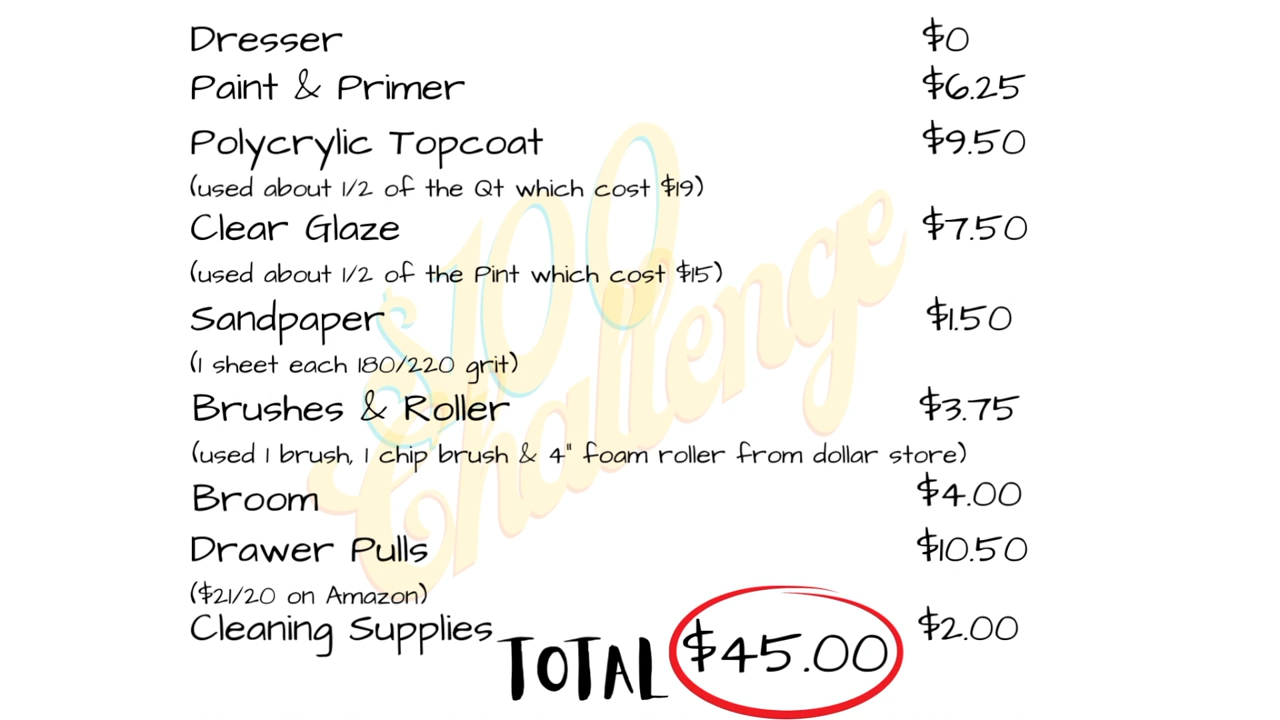 Dresser $0
Paint & Primer $6.25
Polycrylic Topcoat $9.50
(used about 1/2 of the Qt which cost $19)
Clear Glaze $7.50
(used about 1/2 of the Pint which cost $15)
Sandpaper $1.50
(1 sheet each 180/220 grit)
Brushes & Roller $3.75
(used 1 brush, 1 chip brush & 4" foam roller from dollar store)
Broom $4.00
Drawer Pulls $10.50
($21/20 on Amazon)
Cleaning Supplies $2.00
TOTAL $45.00
$100
Challenge